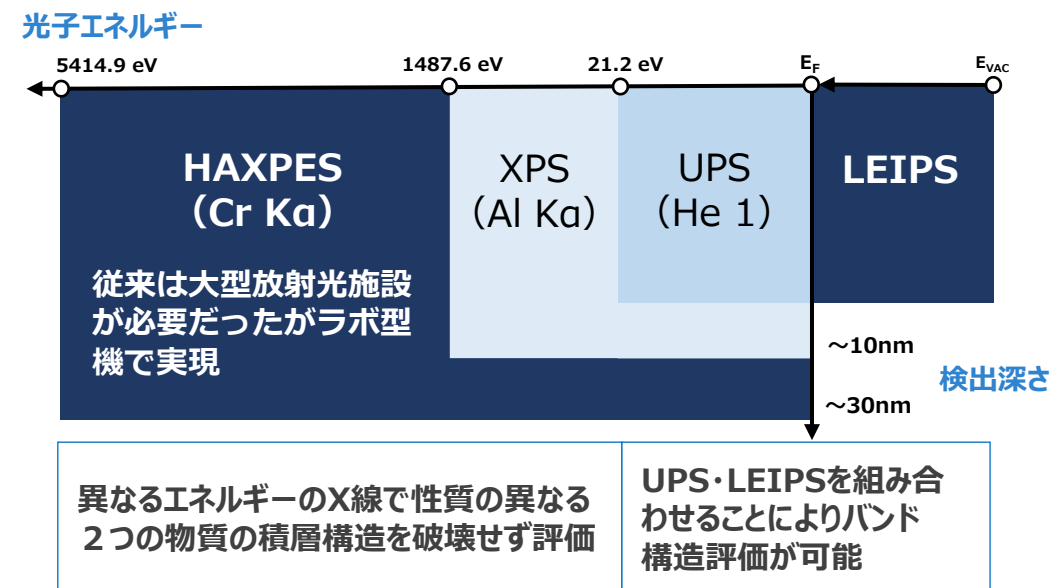 光子エネルギー
5414.9 eV
1487.6 eV
21.2 eV
EF
EVAC
HAXPES
（Cr Kα）
XPS
（Al Kα）
UPS
（He 1）
LEIPS
従来は大型放射光施設
が必要だったがラボ型
機で実現
～10nm
検出深さ
～30nm
異なるエネルギーのX線で性質の異なる
２つの物質の積層構造を破壊せず評価
UPS・LEIPSを組み合
わせることによりバンド
構造評価が可能